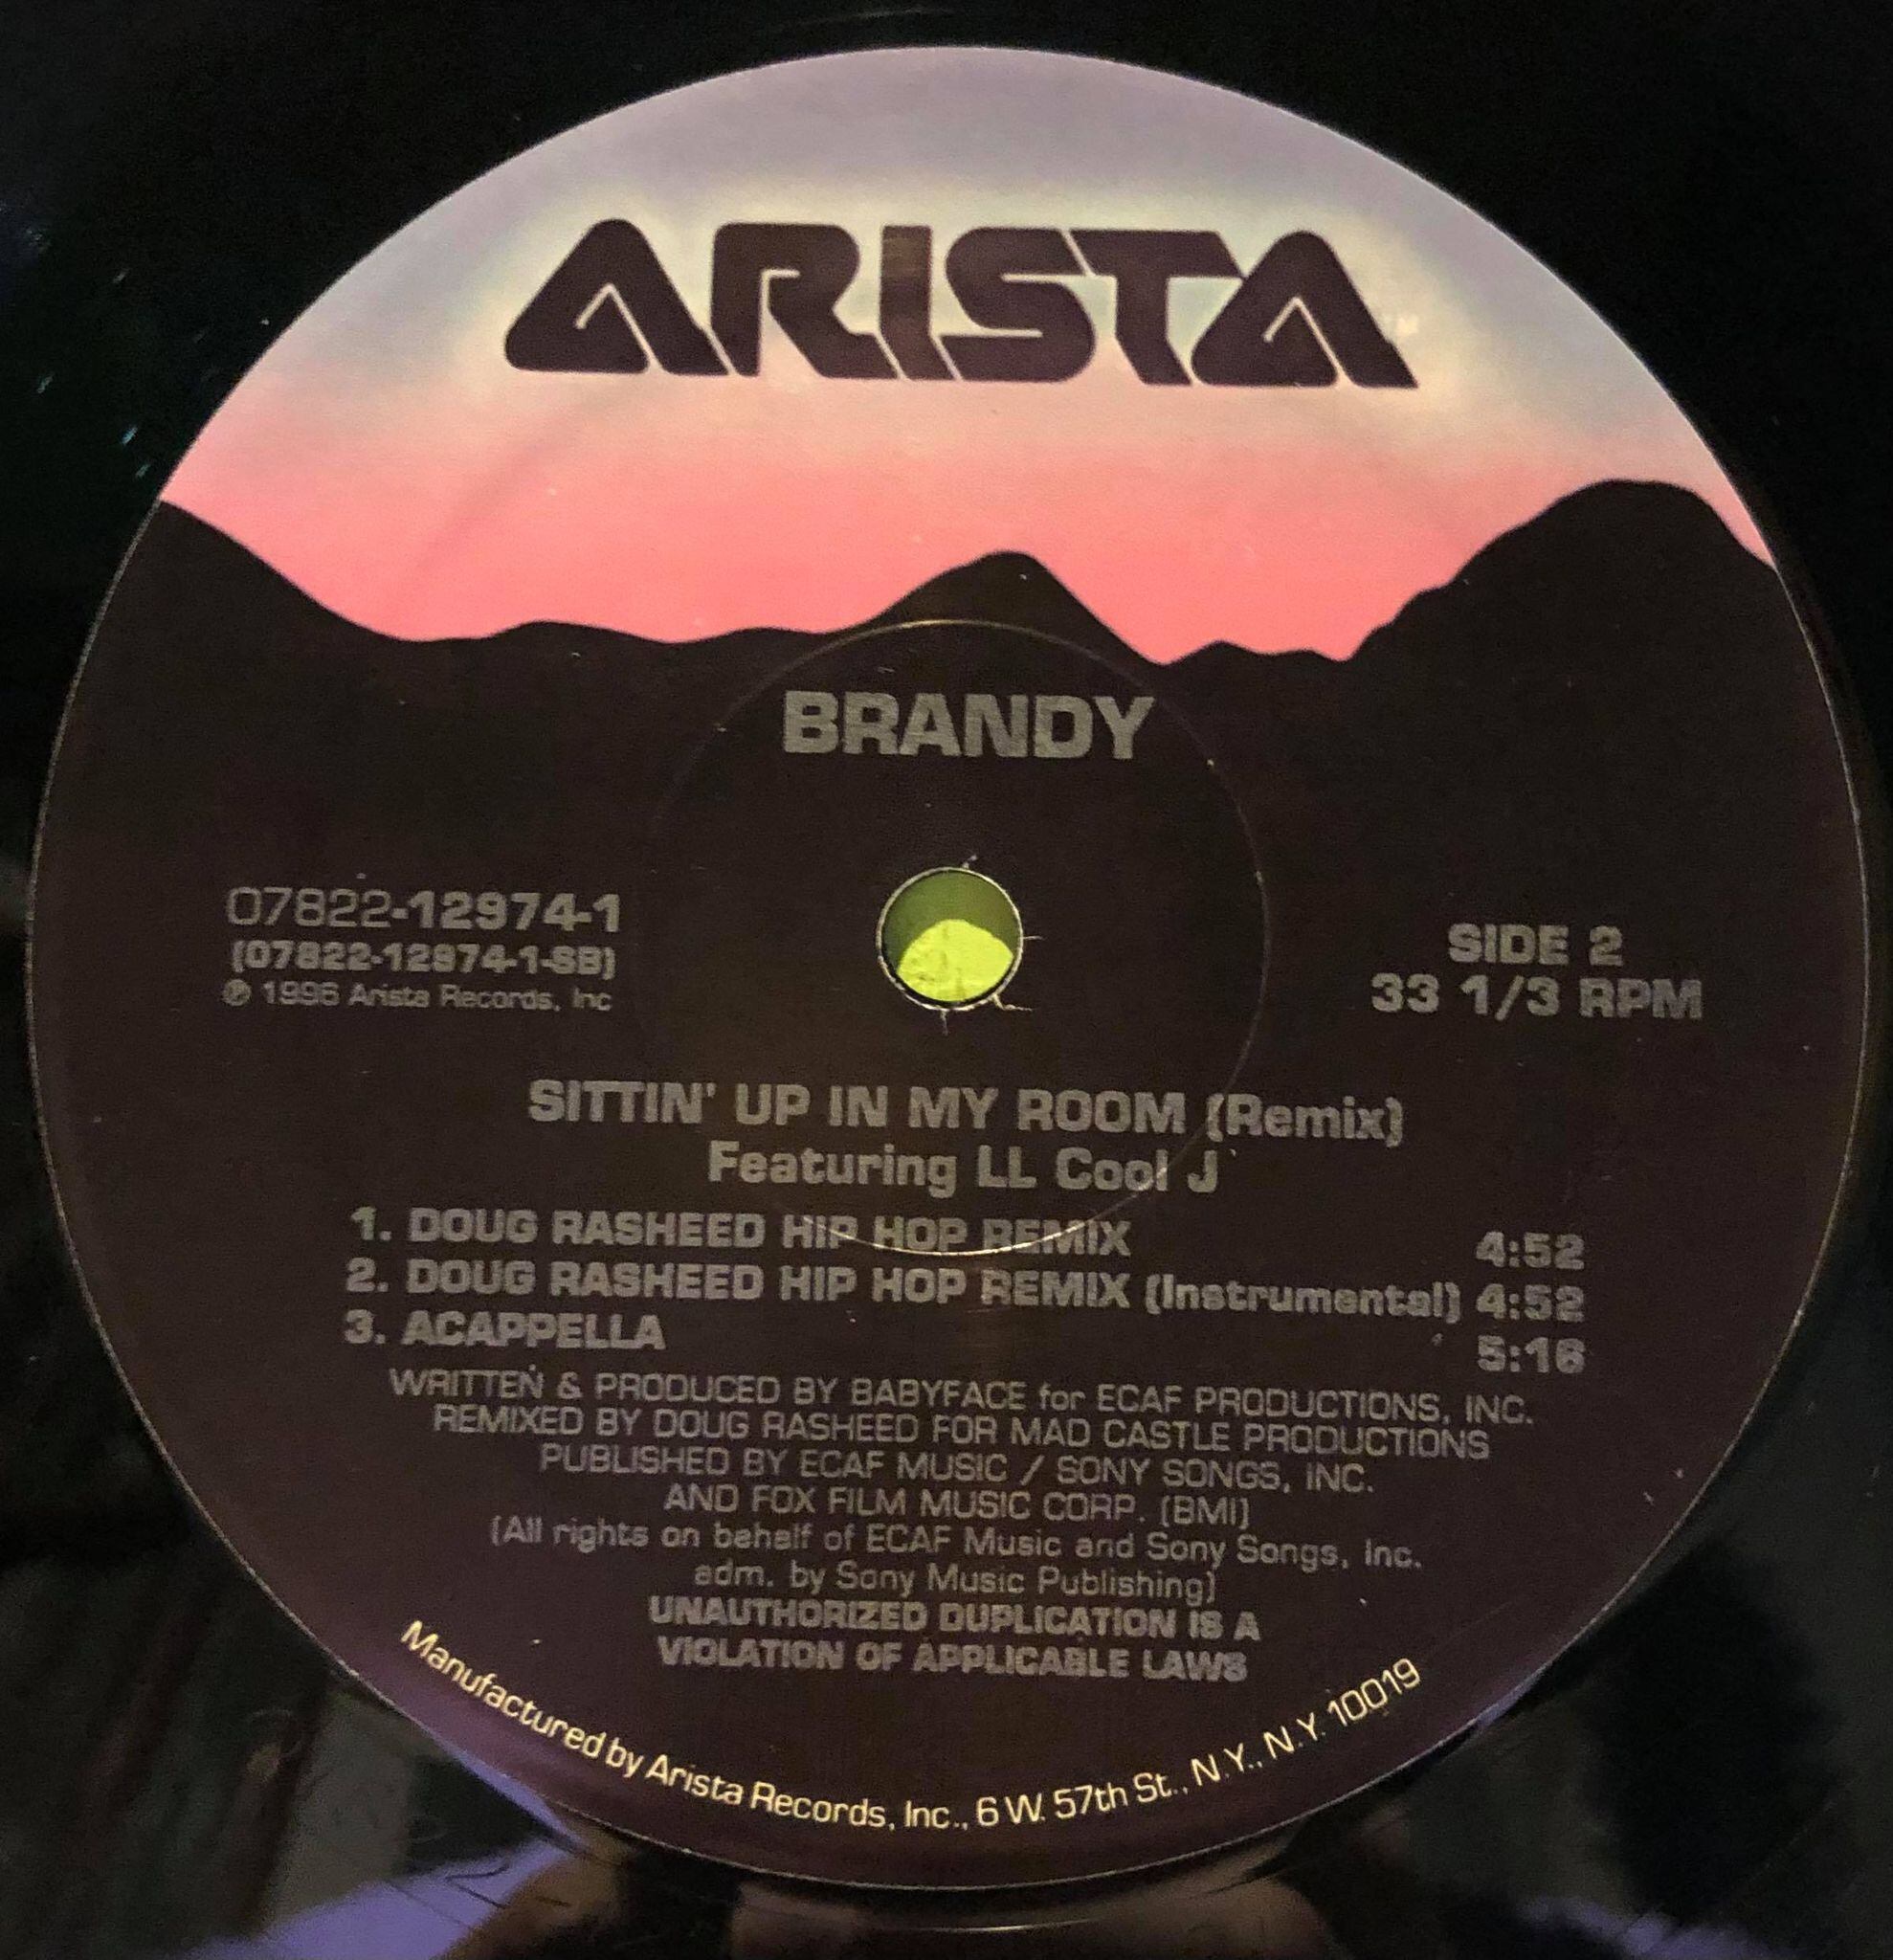 ARISTA
BRANDY
07822-12974-1
(07822-12974-1-SB)
℗ 1996 Arista Records, Inc
SIDE 2
33 1/3 RPM
SITTIN' UP IN MY ROOM (Remix)
Featuring LL Cool J
1. DOUG RASHEED HIP HOP REMIX 4:52
2. DOUG RASHEED HIP HOP REMIX (Instrumental) 4:52
3. ACAPPELLA 5:16
WRITTEN & PRODUCED BY BABYFACE for ECAF PRODUCTIONS, INC.
REMIXED BY DOUG RASHEED FOR MAD CASTLE PRODUCTIONS
PUBLISHED BY ECAF MUSIC / SONY SONGS, INC.
AND FOX FILM MUSIC CORP. (BMI)
(All rights on behalf of ECAF Music and Sony Songs, Inc.
adm. by Sony Music Publishing)
UNAUTHORIZED DUPLICATION IS A
VIOLATION OF APPLICABLE LAWS
Manufactured by Arista Records, Inc., 6 W. 57th St., N.Y., N.Y. 10019